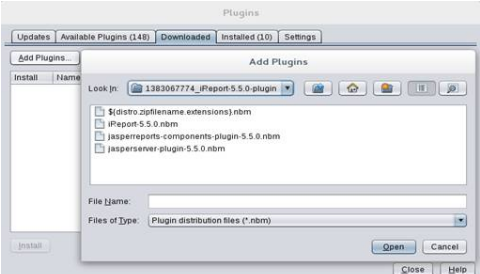 Plugins
Updates
Available Plugins (148)
Downloaded
Installed (10)
Settings
Add Plugins...
Install
Name
Add Plugins
Look In:
1383067774_iReport-5.5.0-plugin
${distro.zipfilename.extensions}.nbm
iReport-5.5.0.nbm
jasperreports-components-plugin-5.5.0.nbm
jasperserver-plugin-5.5.0.nbm
File Name:
Files of Type:
Plugin distribution files (*.nbm)
Open
Cancel
Install
Close
Help